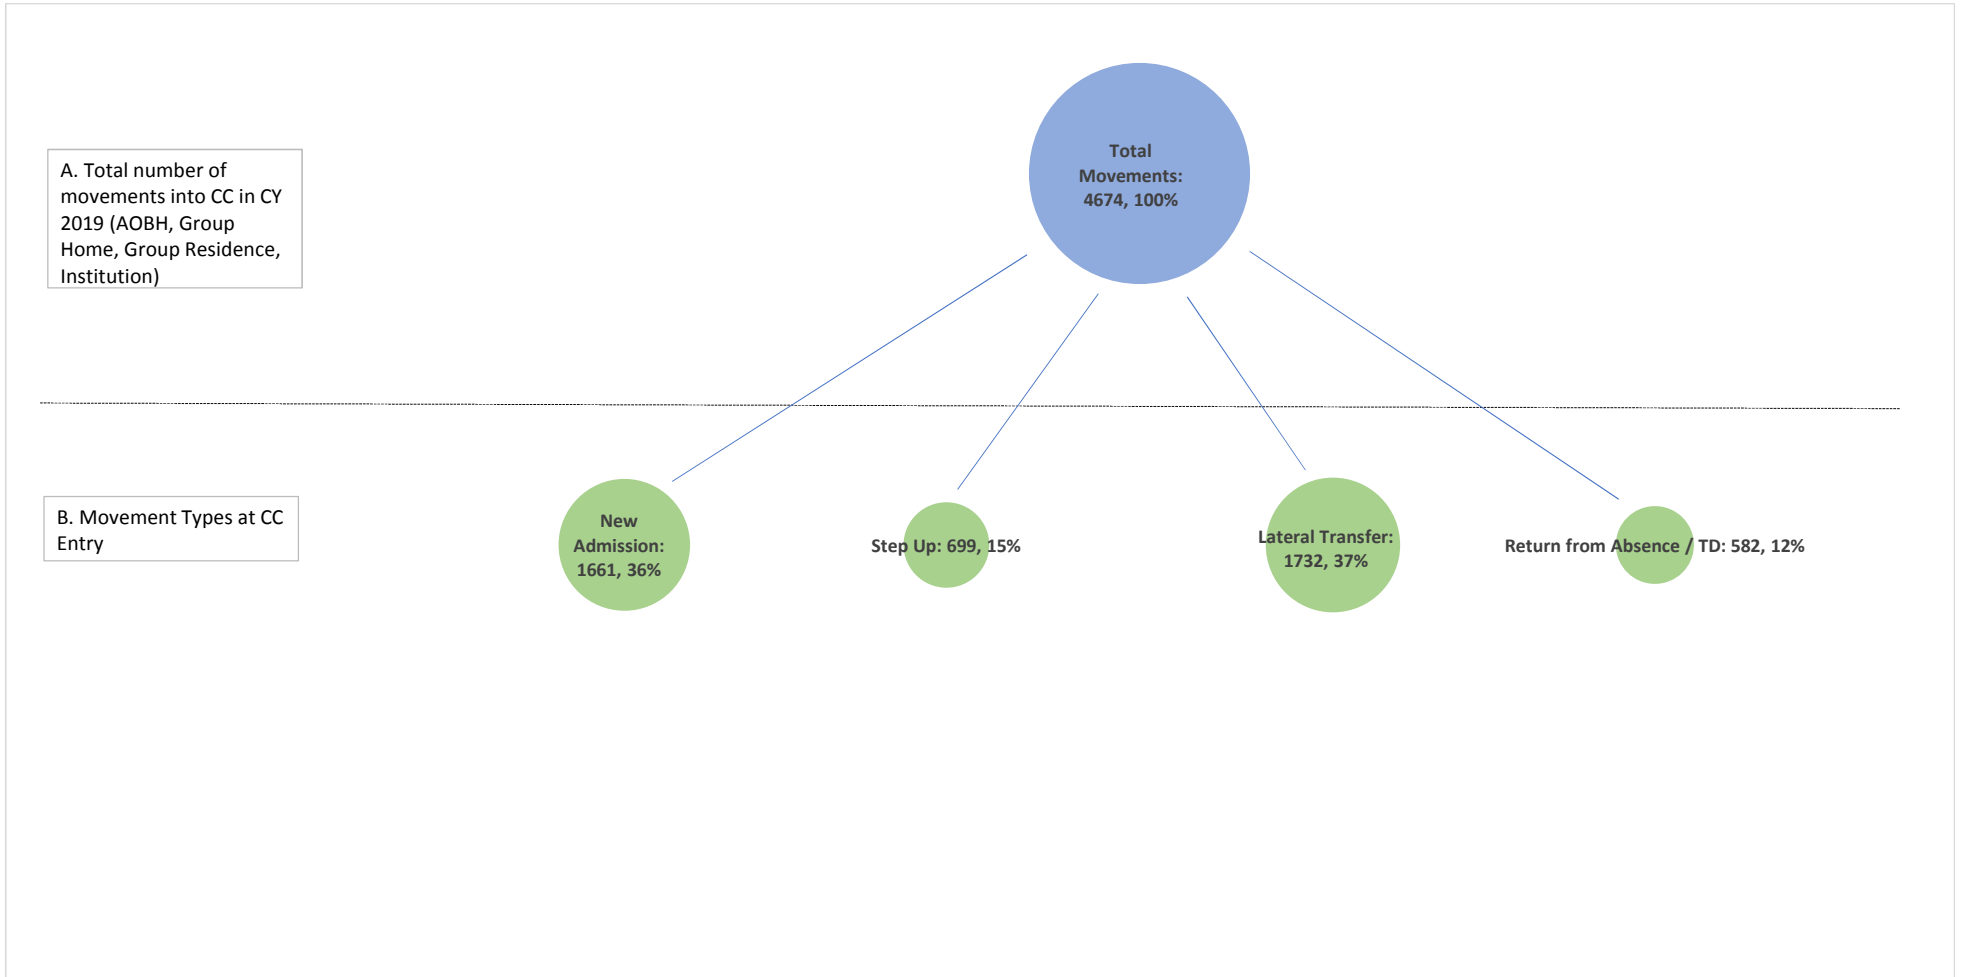 Total
Movements:
4674, 100%
A. Total number of
movements into CC in CY
2019 (AOBH, Group
Home, Group Residence,
Institution)
B. Movement Types at CC
Entry
New
Admission:
1661, 36%
Step Up: 699, 15%
Lateral Transfer:
1732, 37%
Return from Absence / TD: 582, 12%